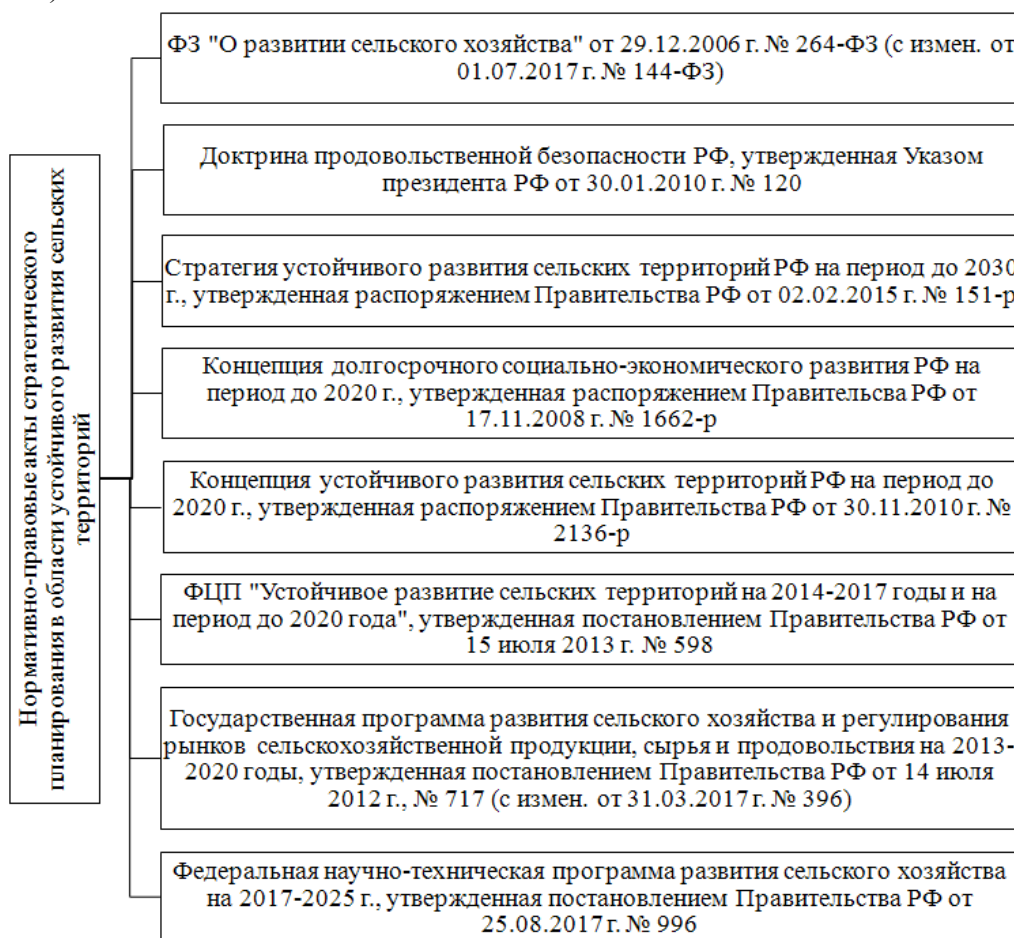 )
ФЗ "О развитии сельского хозяйства" от 29.12.2006 г. № 264-ФЗ (с измен. от
01.07.2017 г. № 144-ФЗ)
Доктрина продовольственной безопасности РФ, утвержденная Указом
президента РФ от 30.01.2010 г. № 120
Стратегия устойчивого развития сельских территорий РФ на период до 2030
г., утвержденная распоряжением Правительства РФ от 02.02.2015 г. № 151-р
Концепция долгосрочного социально-экономического развития РФ на
период до 2020 г., утвержденная распоряжением Правительсва РФ от
17.11.2008 г. № 1662-р
Концепция устойчивого развития сельских территорий РФ на период до
2020 г., утвержденная распоряжением Правительства РФ от 30.11.2010 г. №
2136-р
ФЦП "Устойчивое развитие сельских территорий на 2014-2017 годы и на
период до 2020 года", утвержденная постановлением Правительства РФ от
15 июля 2013 г. № 598
Государственная программа развития сельского хозяйства и регулирования
рынков сельскохозяйственной продукции, сырья и продовольствия на 2013-
2020 годы, утвержденная постановлением Правительства РФ от 14 июля
2012 г., № 717 (с измен. от 31.03.2017 г. № 396)
Федеральная научно-техническая программа развития сельского хозяйства
на 2017-2025 г., утвержденная постановлением Правительства РФ от
25.08.2017 г. № 996
Нормативно-правовые акты стратегического
планирования в области устойчивого развития сельских
территорий